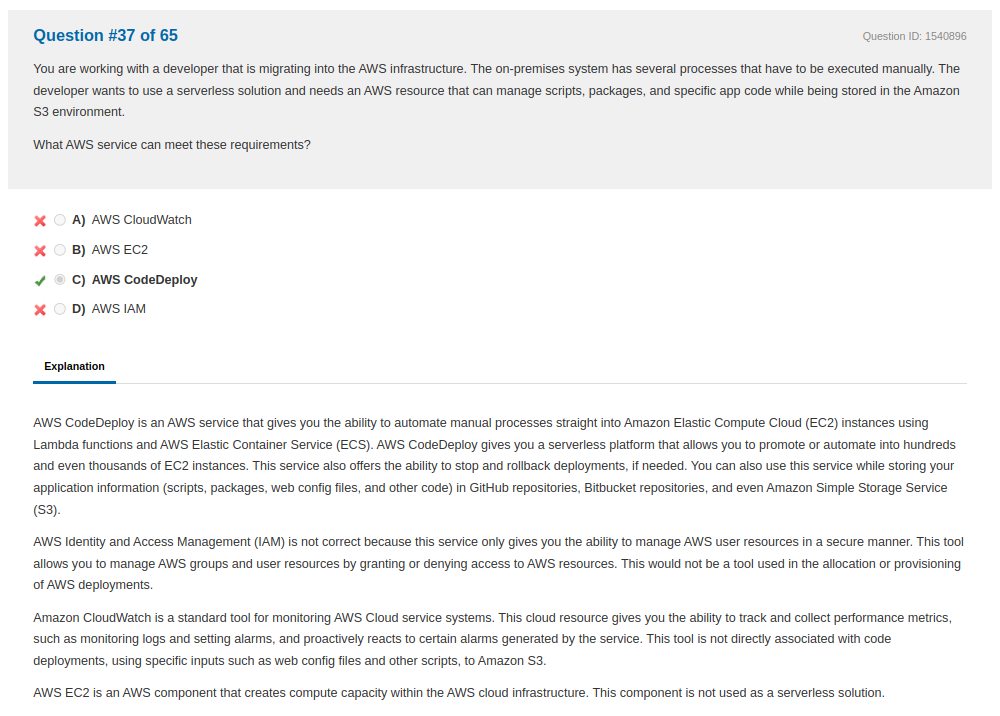 Question #37 of 65
Question ID: 1540896
You are working with a developer that is migrating into the AWS infrastructure. The on-premises system has several processes that have to be executed manually. The
developer wants to use a serverless solution and needs an AWS resource that can manage scripts, packages, and specific app code while being stored in the Amazon
S3 environment.
What AWS service can meet these requirements?
A) AWS CloudWatch
B) AWS EC2
C) AWS CodeDeploy
D) AWS IAM
Explanation
AWS CodeDeploy is an AWS service that gives you the ability to automate manual processes straight into Amazon Elastic Compute Cloud (EC2) instances using
Lambda functions and AWS Elastic Container Service (ECS). AWS CodeDeploy gives you a serverless platform that allows you to promote or automate into hundreds
and even thousands of EC2 instances. This service also offers the ability to stop and rollback deployments, if needed. You can also use this service while storing your
application information (scripts, packages, web config files, and other code) in GitHub repositories, Bitbucket repositories, and even Amazon Simple Storage Service
(S3).
AWS Identity and Access Management (IAM) is not correct because this service only gives you the ability to manage AWS user resources in a secure manner. This tool
allows you to manage AWS groups and user resources by granting or denying access to AWS resources. This would not be a tool used in the allocation or provisioning
of AWS deployments.
Amazon CloudWatch is a standard tool for monitoring AWS Cloud service systems. This cloud resource gives you the ability to track and collect performance metrics,
such as monitoring logs and setting alarms, and proactively reacts to certain alarms generated by the service. This tool is not directly associated with code
deployments, using specific inputs such as web config files and other scripts, to Amazon S3.
AWS EC2 is an AWS component that creates compute capacity within the AWS cloud infrastructure. This component is not used as a serverless solution.